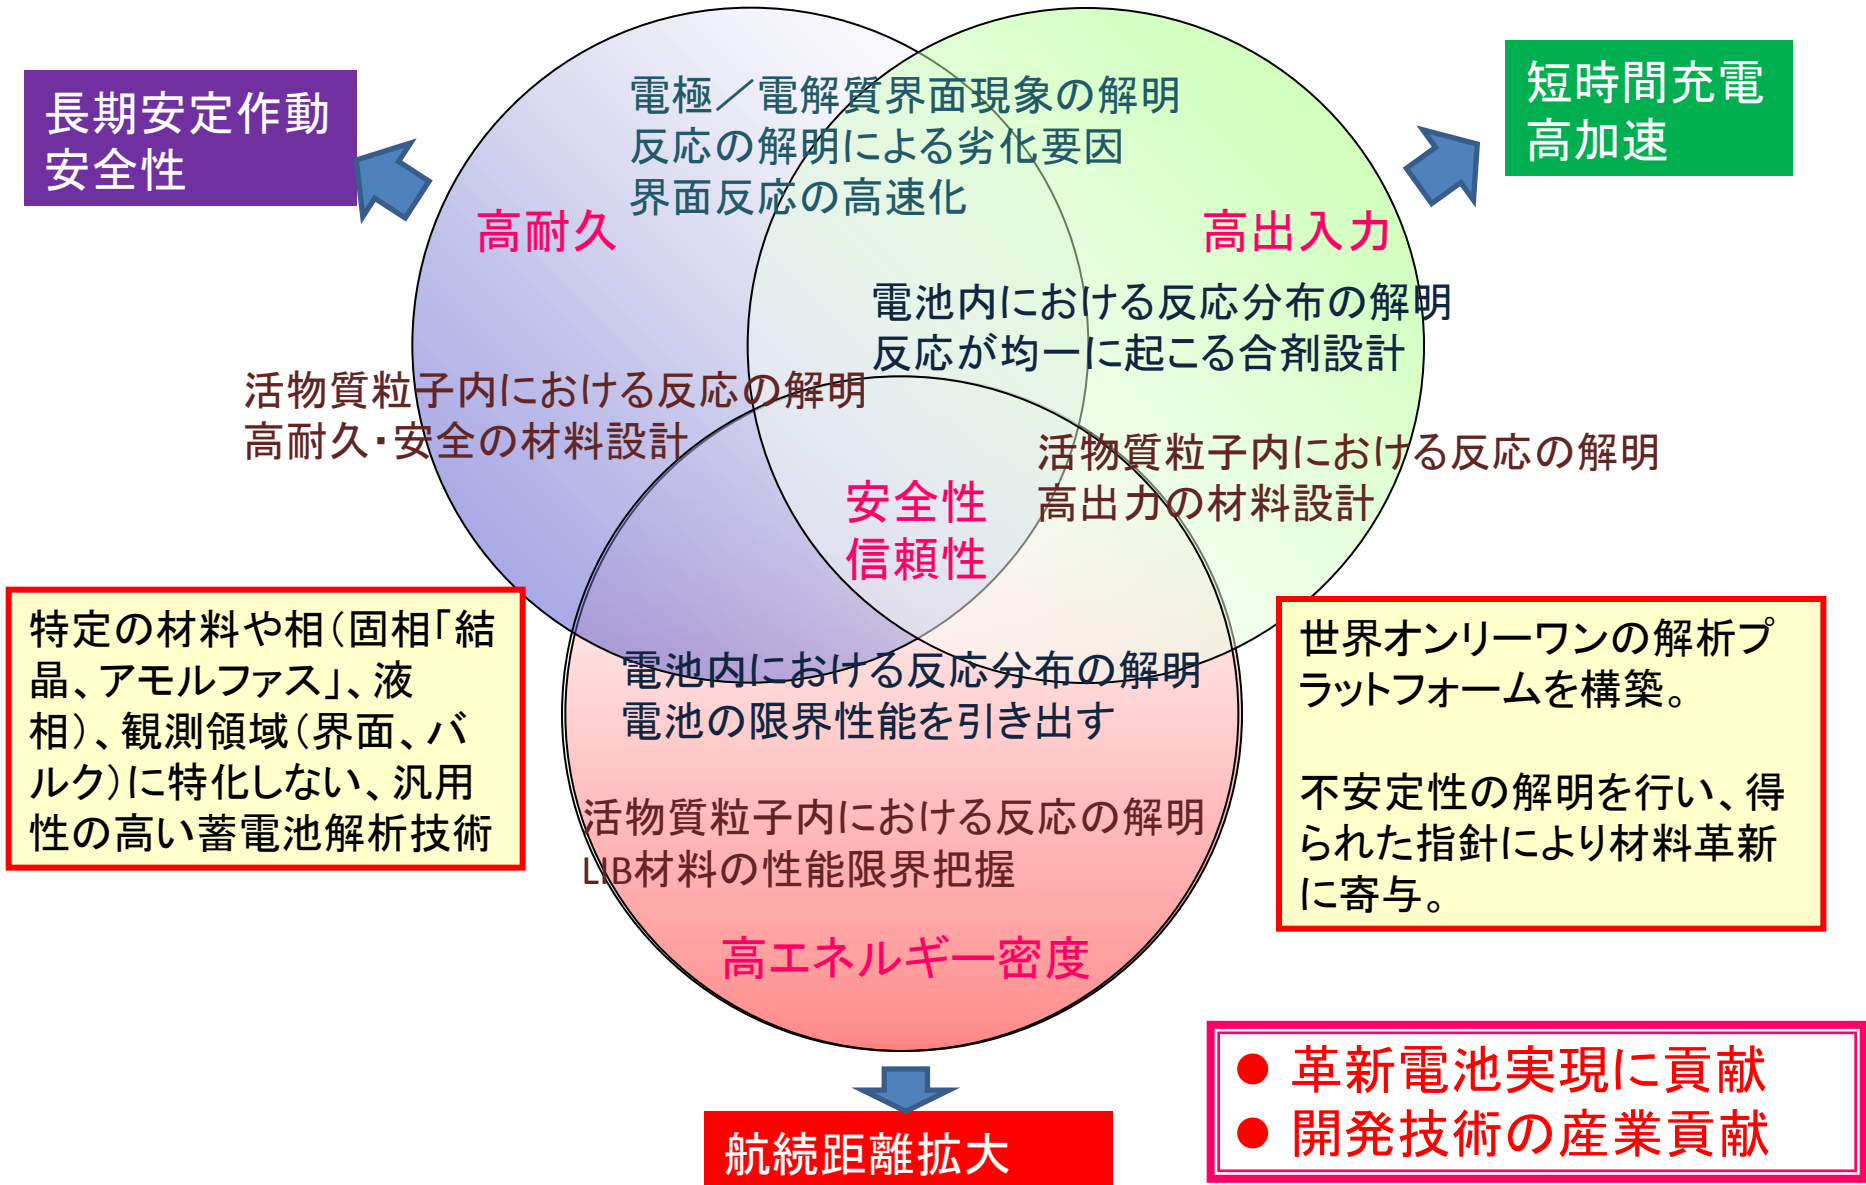 長期安定作動
安全性
短時間充電
高加速
電極／電解質界面現象の解明
反応の解明による劣化要因
界面反応の高速化
高耐久
高出入力
電池内における反応分布の解明
反応が均一に起こる合剤設計
活物質粒子内における反応の解明
高耐久・安全の材料設計
活物質粒子内における反応の解明
高出力の材料設計
安全性
信頼性
特定の材料や相（固相「結
晶、アモルファス」、液
相）、観測領域（界面、バ
ルク）に特化しない、汎用
性の高い蓄電池解析技術
世界オンリーワンの解析プ
ラットフォームを構築。
不安定性の解明を行い、得
られた指針により材料革新
に寄与。
電池内における反応分布の解明
電池の限界性能を引き出す
活物質粒子内における反応の解明
LIB材料の性能限界把握
高エネルギー密度
航続距離拡大
● 革新電池実現に貢献
● 開発技術の産業貢献